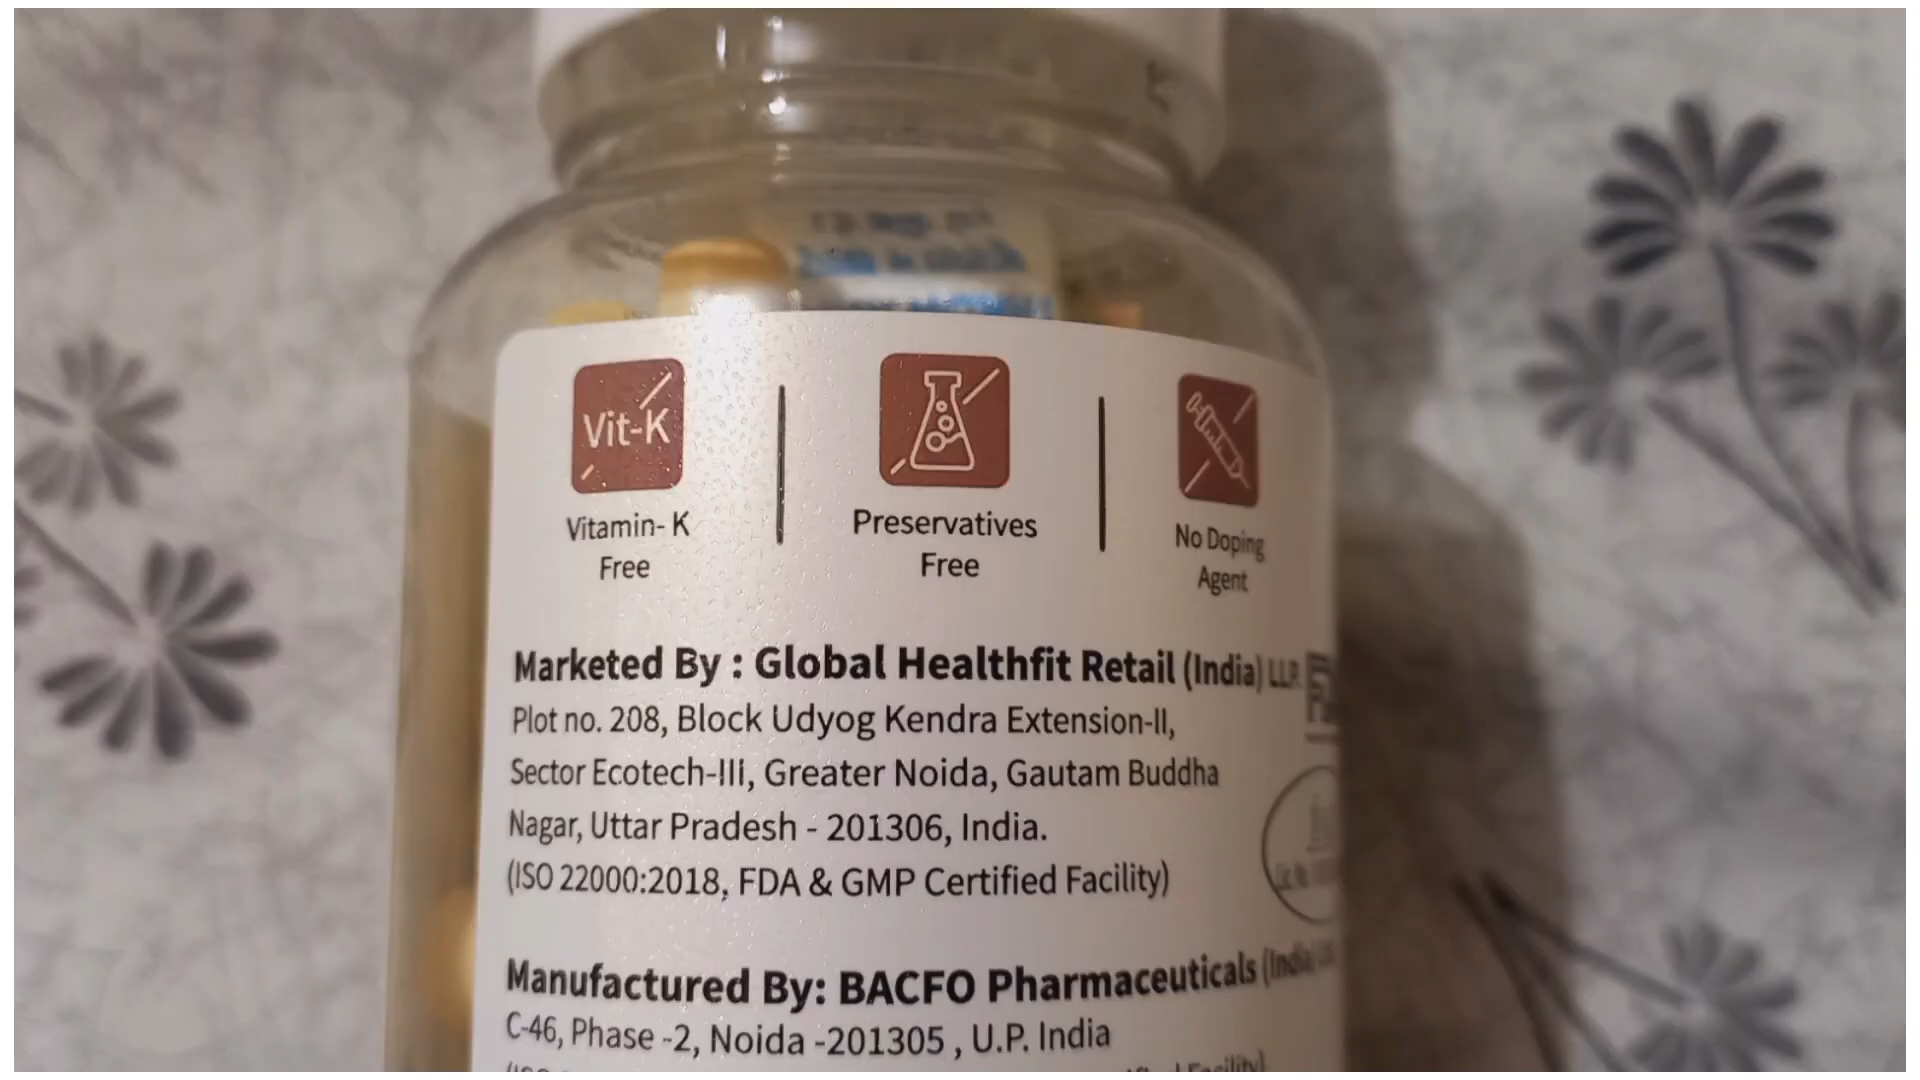 Vit-K
Vitamin- K
Free
Preservatives
Free
No Doping
Agent
Marketed By : Global Healthfit Retail (India) LLP.
Plot no. 208, Block Udyog Kendra Extension-II,
Sector Ecotech-III, Greater Noida, Gautam Buddha
Nagar, Uttar Pradesh - 201306, India.
(ISO 22000:2018, FDA & GMP Certified Facility)
Manufactured By: BACFO Pharmaceuticals (India)
C-46, Phase -2, Noida -201305 , U.P. India
Facility)